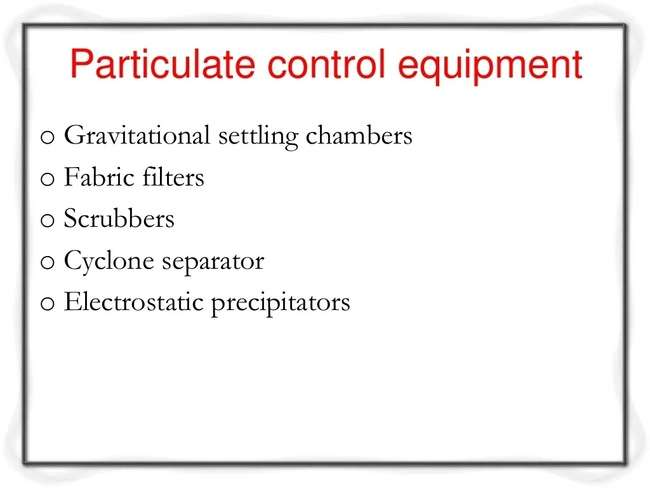 Particulate control equipment
o Gravitational settling chambers
o Fabric filters
o Scrubbers
o Cyclone separator
o Electrostatic precipitators